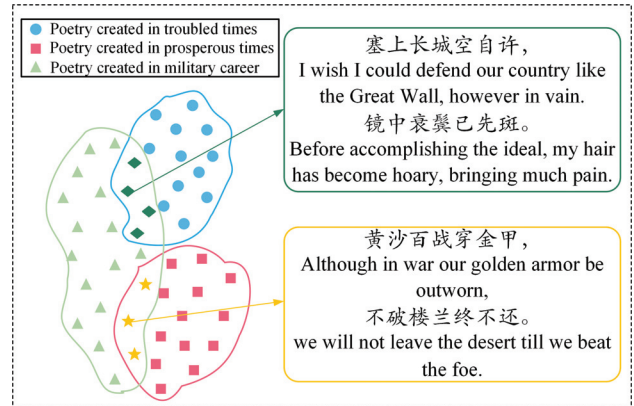 Poetry created in troubled times
Poetry created in prosperous times
Poetry created in military career
塞上长城空自许，
I wish I could defend our country like
the Great Wall, however in vain.
镜中衰鬓已先斑。
Before accomplishing the ideal, my hair
has become hoary, bringing much pain.
黄沙百战穿金甲，
Although in war our golden armor be
outworn,
不破楼兰终不还。
we will not leave the desert till we beat
the foe.